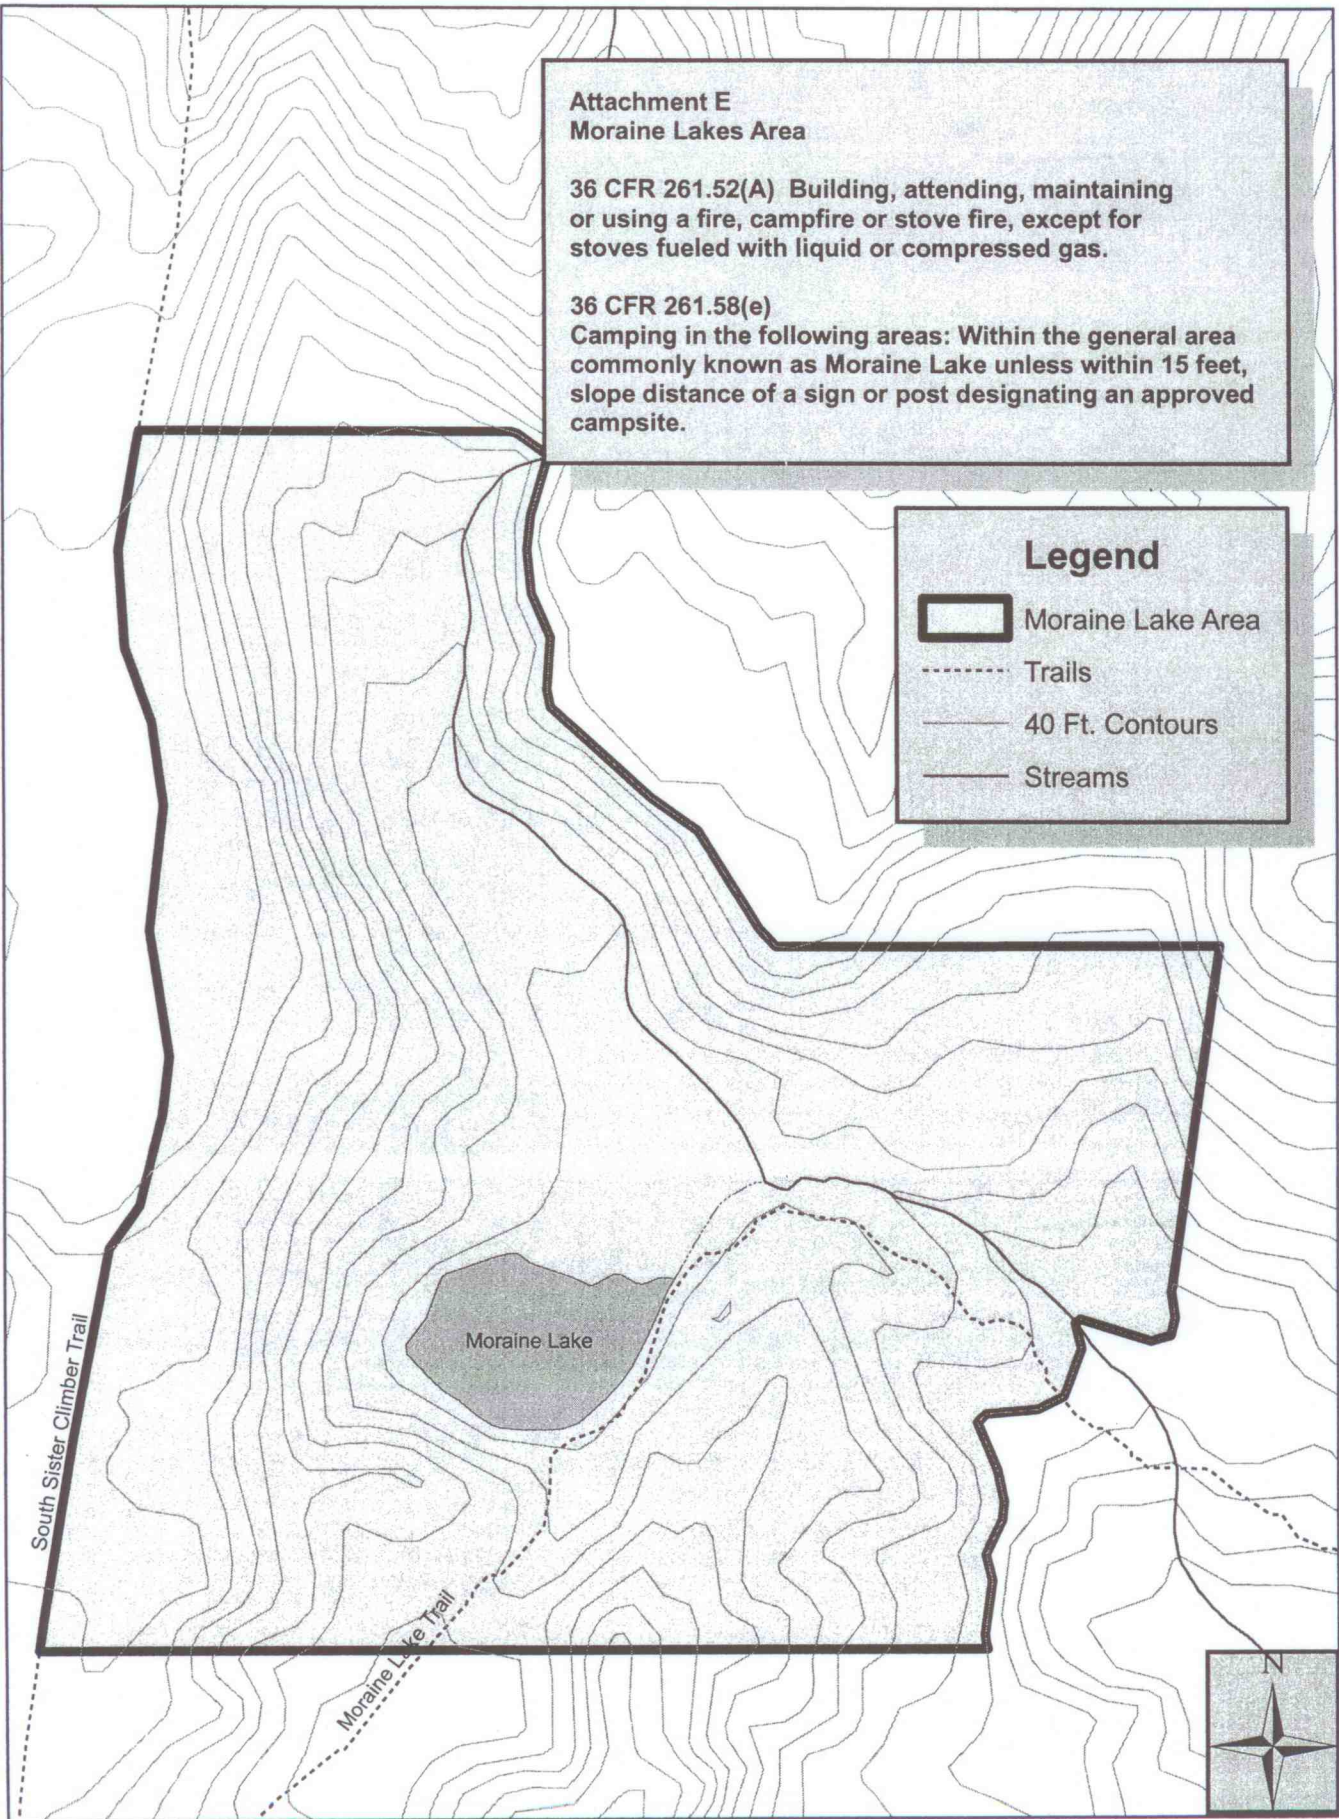 Attachment E
Moraine Lakes Area
36 CFR 261.52(A) Building, attending, maintaining
or using a fire, campfire or stove fire, except for
stoves fueled with liquid or compressed gas.
36 CFR 261.58(e)
Camping in the following areas: Within the general area
commonly known as Moraine Lake unless within 15 feet,
slope distance of a sign or post designating an approved
campsite.
Legend
Moraine Lake Area
Trails
40 Ft. Contours
Streams
Moraine Lake
South Sister Climber Trail
Moraine Lake Trail
N